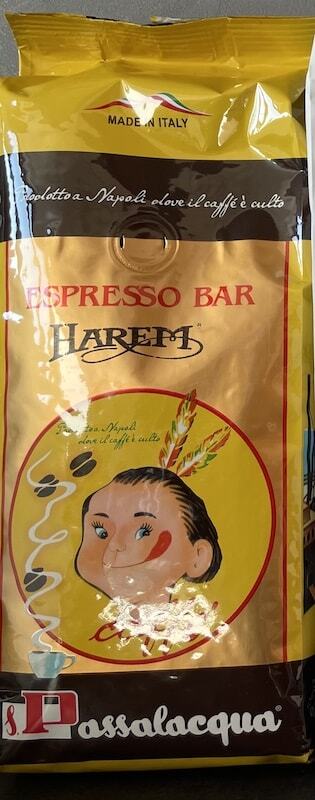 MADE IN ITALY
Prodotto a Napoli dove il caffè è culto
ESPRESSO BAR
HAREM
Prodotto a Napoli
dove il caffè è culto
S. Passalacqua